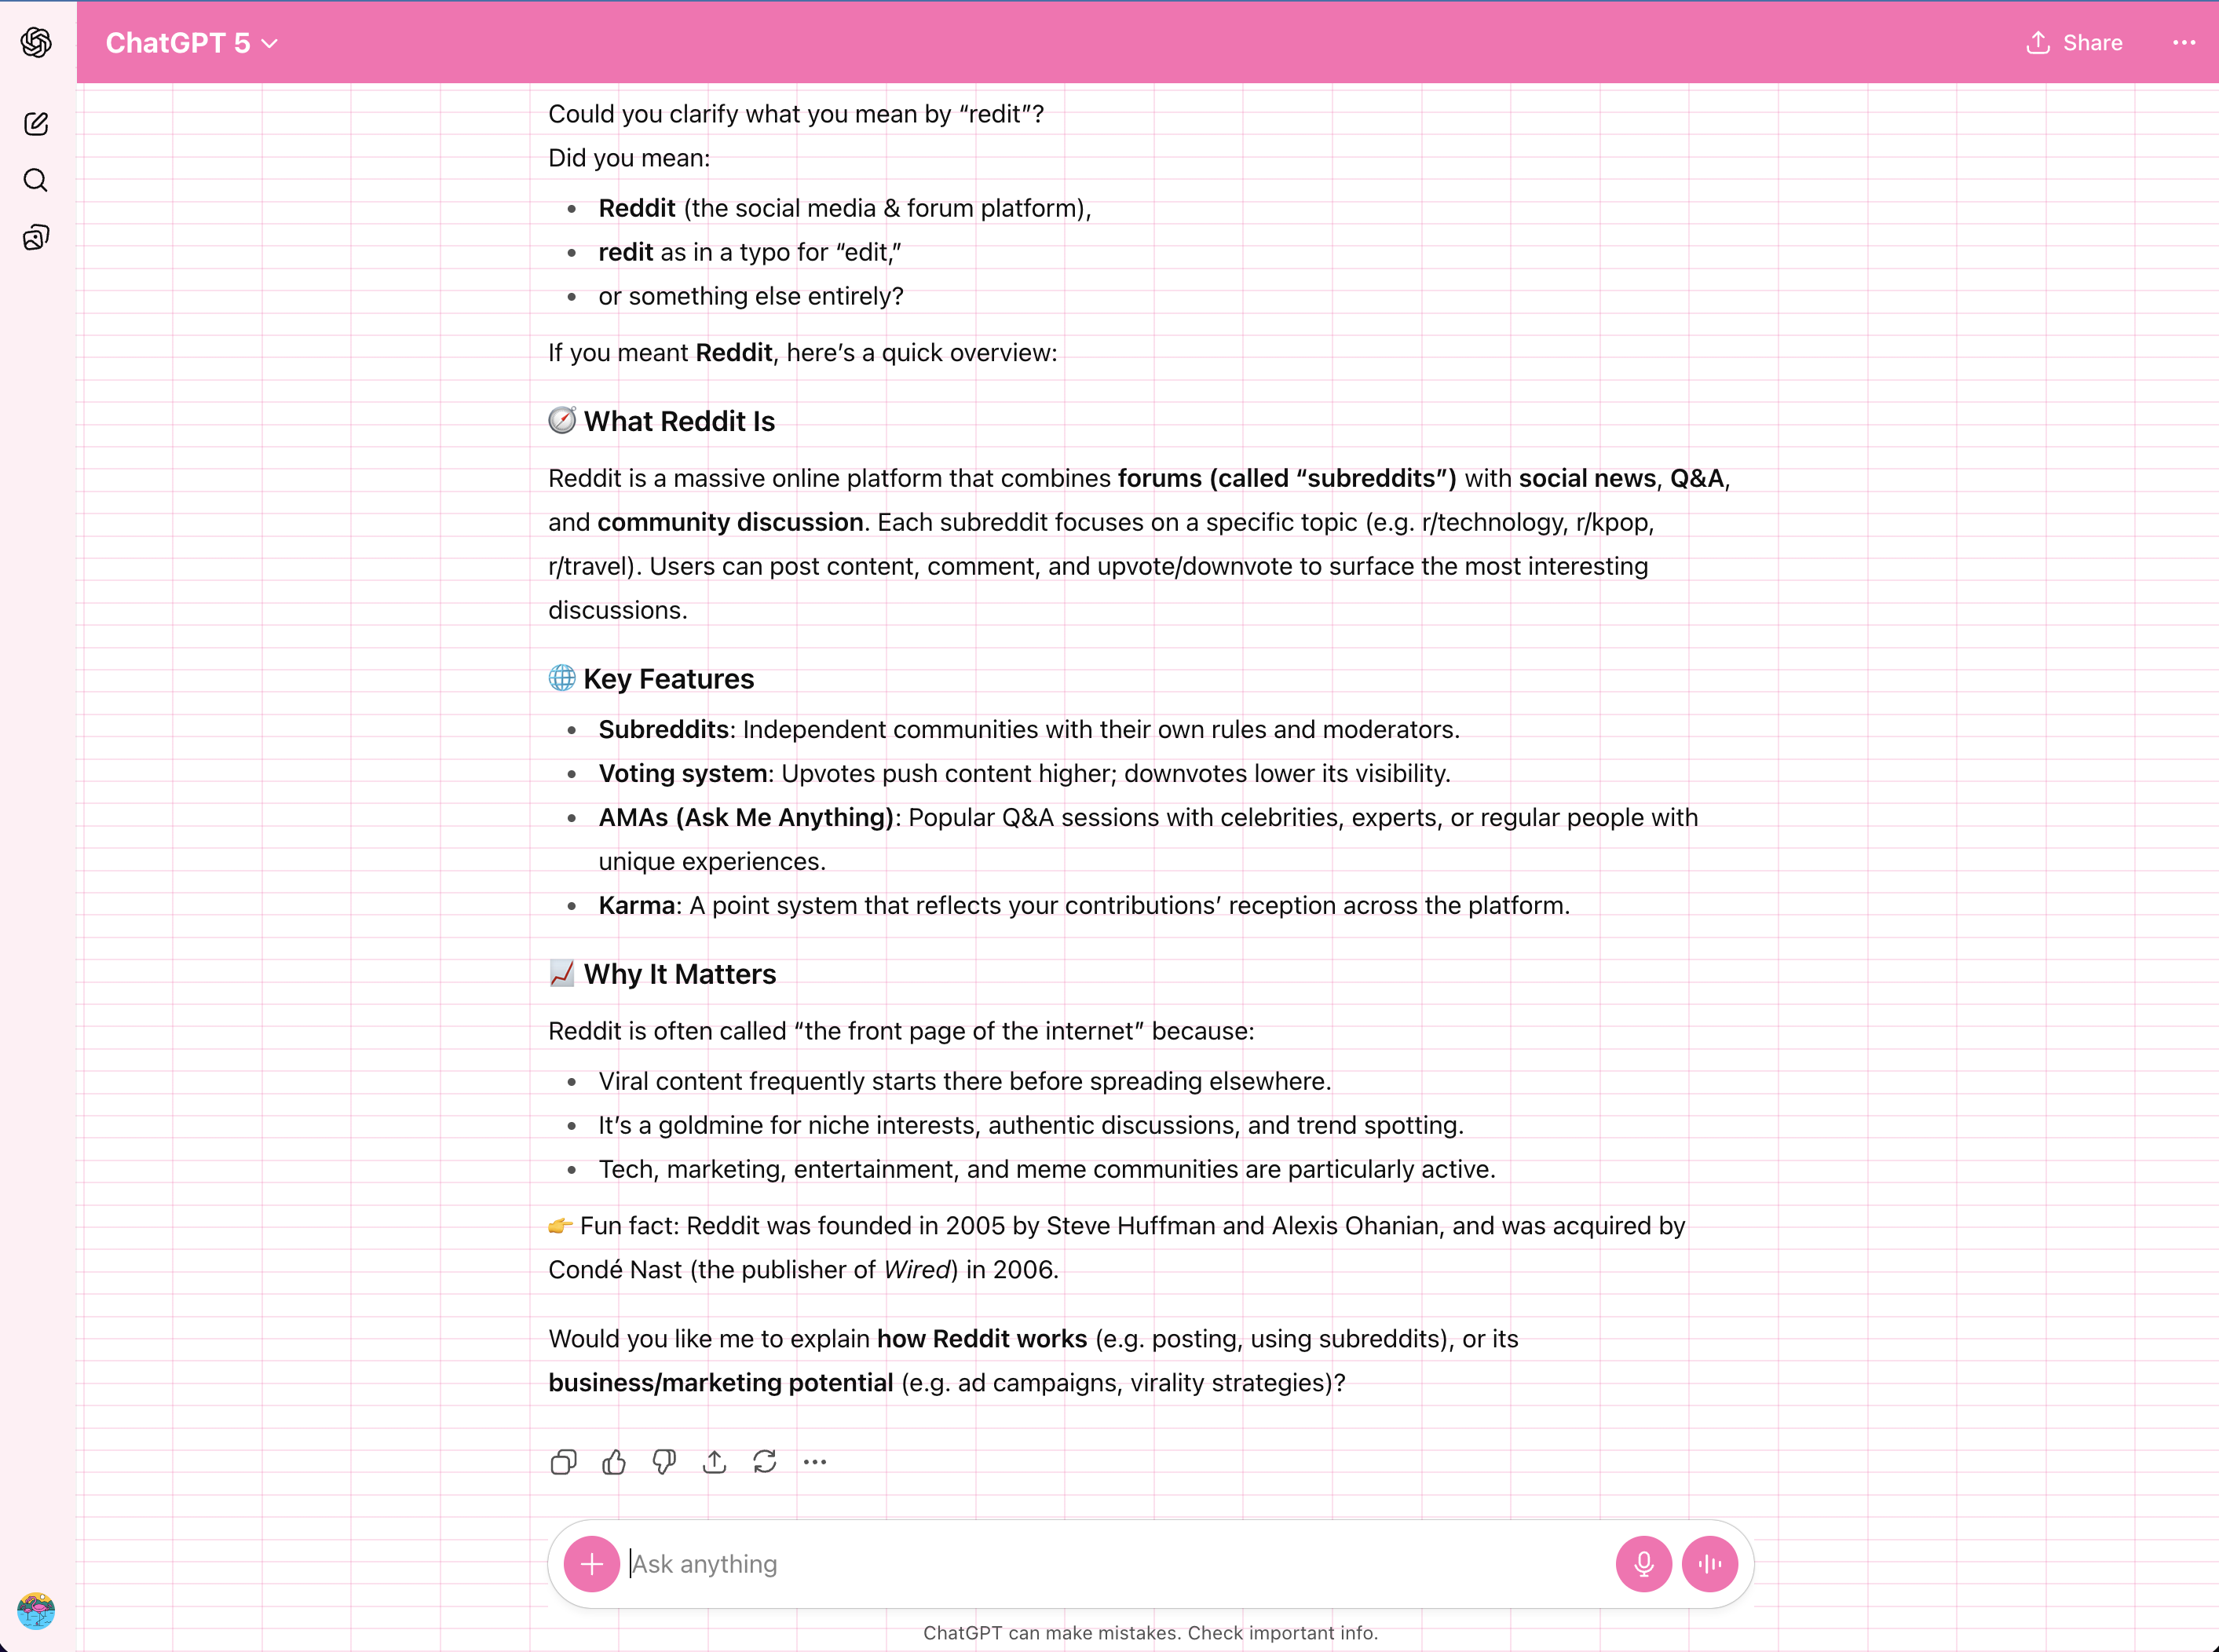 ChatGPT 5
Share
Could you clarify what you mean by “redit”?
Did you mean:
• Reddit (the social media & forum platform),
• redit as in a typo for “edit,”
• or something else entirely?
If you meant Reddit, here’s a quick overview:
🧭 What Reddit Is
Reddit is a massive online platform that combines forums (called “subreddits”) with social news, Q&A,
and community discussion. Each subreddit focuses on a specific topic (e.g. r/technology, r/kpop,
r/travel). Users can post content, comment, and upvote/downvote to surface the most interesting
discussions.
🌐 Key Features
• Subreddits: Independent communities with their own rules and moderators.
• Voting system: Upvotes push content higher; downvotes lower its visibility.
• AMAs (Ask Me Anything): Popular Q&A sessions with celebrities, experts, or regular people with
unique experiences.
• Karma: A point system that reflects your contributions’ reception across the platform.
📈 Why It Matters
Reddit is often called “the front page of the internet” because:
• Viral content frequently starts there before spreading elsewhere.
• It’s a goldmine for niche interests, authentic discussions, and trend spotting.
• Tech, marketing, entertainment, and meme communities are particularly active.
👉 Fun fact: Reddit was founded in 2005 by Steve Huffman and Alexis Ohanian, and was acquired by
Condé Nast (the publisher of Wired) in 2006.
Would you like me to explain how Reddit works (e.g. posting, using subreddits), or its
business/marketing potential (e.g. ad campaigns, virality strategies)?
Ask anything
ChatGPT can make mistakes. Check important info.